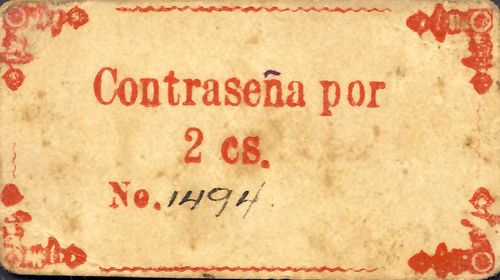 Contraseña por
2 cs.
No. 1494